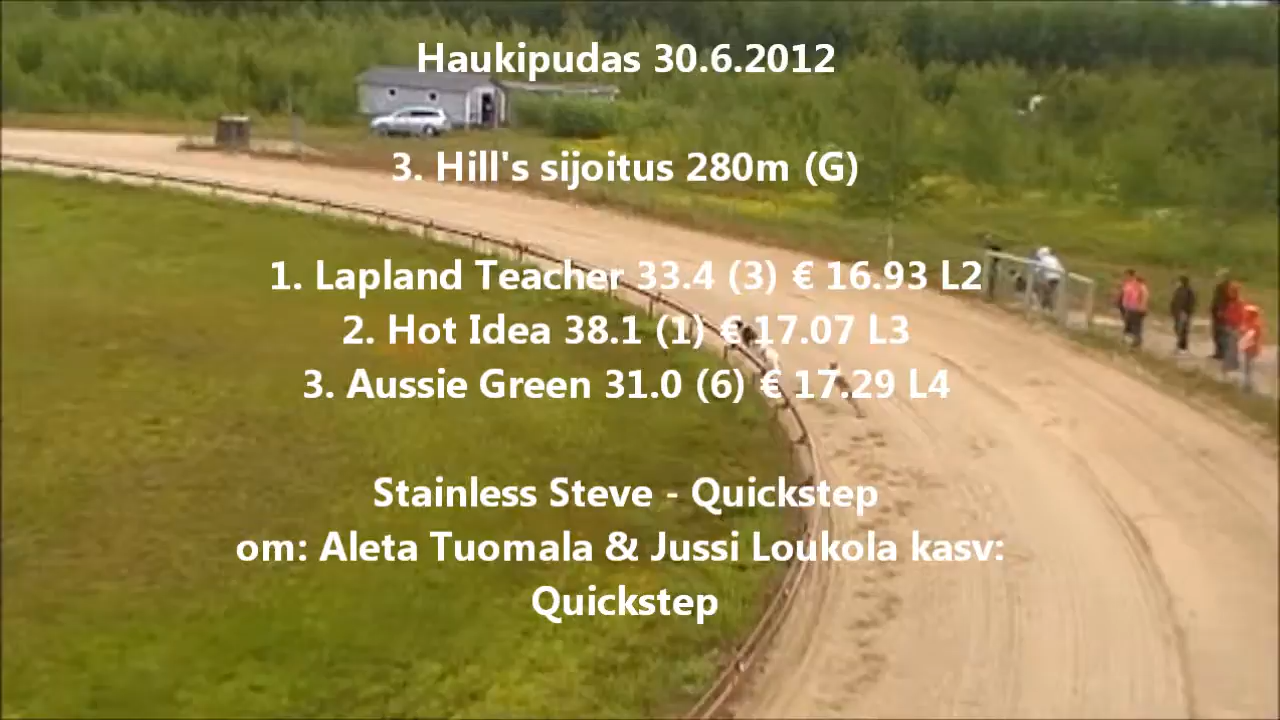 Haukipudas 30.6.2012
3. Hill's sijoitus 280m (G)
1. Lapland Teacher 33.4 (3) € 16.93 L2
2. Hot Idea 38.1 (1) € 17.07 L3
3. Aussie Green 31.0 (6) € 17.29 L4
Stainless Steve - Quickstep
om: Aleta Tuomala & Jussi Loukola kasv:
Quickstep